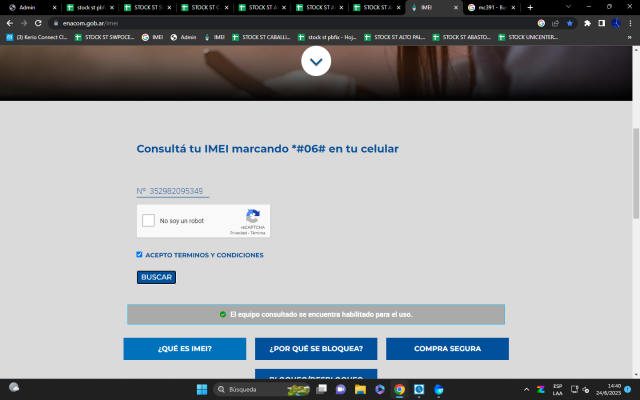 Admin
stock st pbfix
STOCK ST S
STOCK ST C
STOCK ST A
STOCK ST A
STOCK ST A
IMEI
mc391 - B
enacom.gob.ar/imei
(3) Kerio Connect Cl...
STOCK ST SWPOCE...
IMEI
Admin
IMEI
STOCK ST CABALLI...
stock st pbfix - Hoj...
STOCK ST ALTO PAL...
STOCK ST ABASTO...
STOCK UNICENTER...
Consultá tu IMEI marcando *#06# en tu celular
Nº 352982095349
No soy un robot
reCAPTCHA
Privacidad - Términos
ACEPTO TERMINOS Y CONDICIONES
BUSCAR
El equipo consultado se encuentra habilitado para el uso.
¿QUÉ ES IMEI?
¿POR QUÉ SE BLOQUEA?
COMPRA SEGURA
BLOQUEO/DESBLOQUEO
Búsqueda
ESP
LAA
14:40
24/6/2023